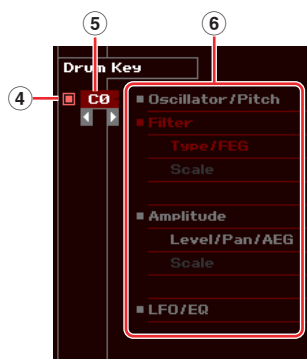 5 6
Drum Key
4 C0 Oscillator/Pitch
Filter
Type/FEG
Scale
Amplitude
Level/Pan/AEG
Scale
LFO/EQ